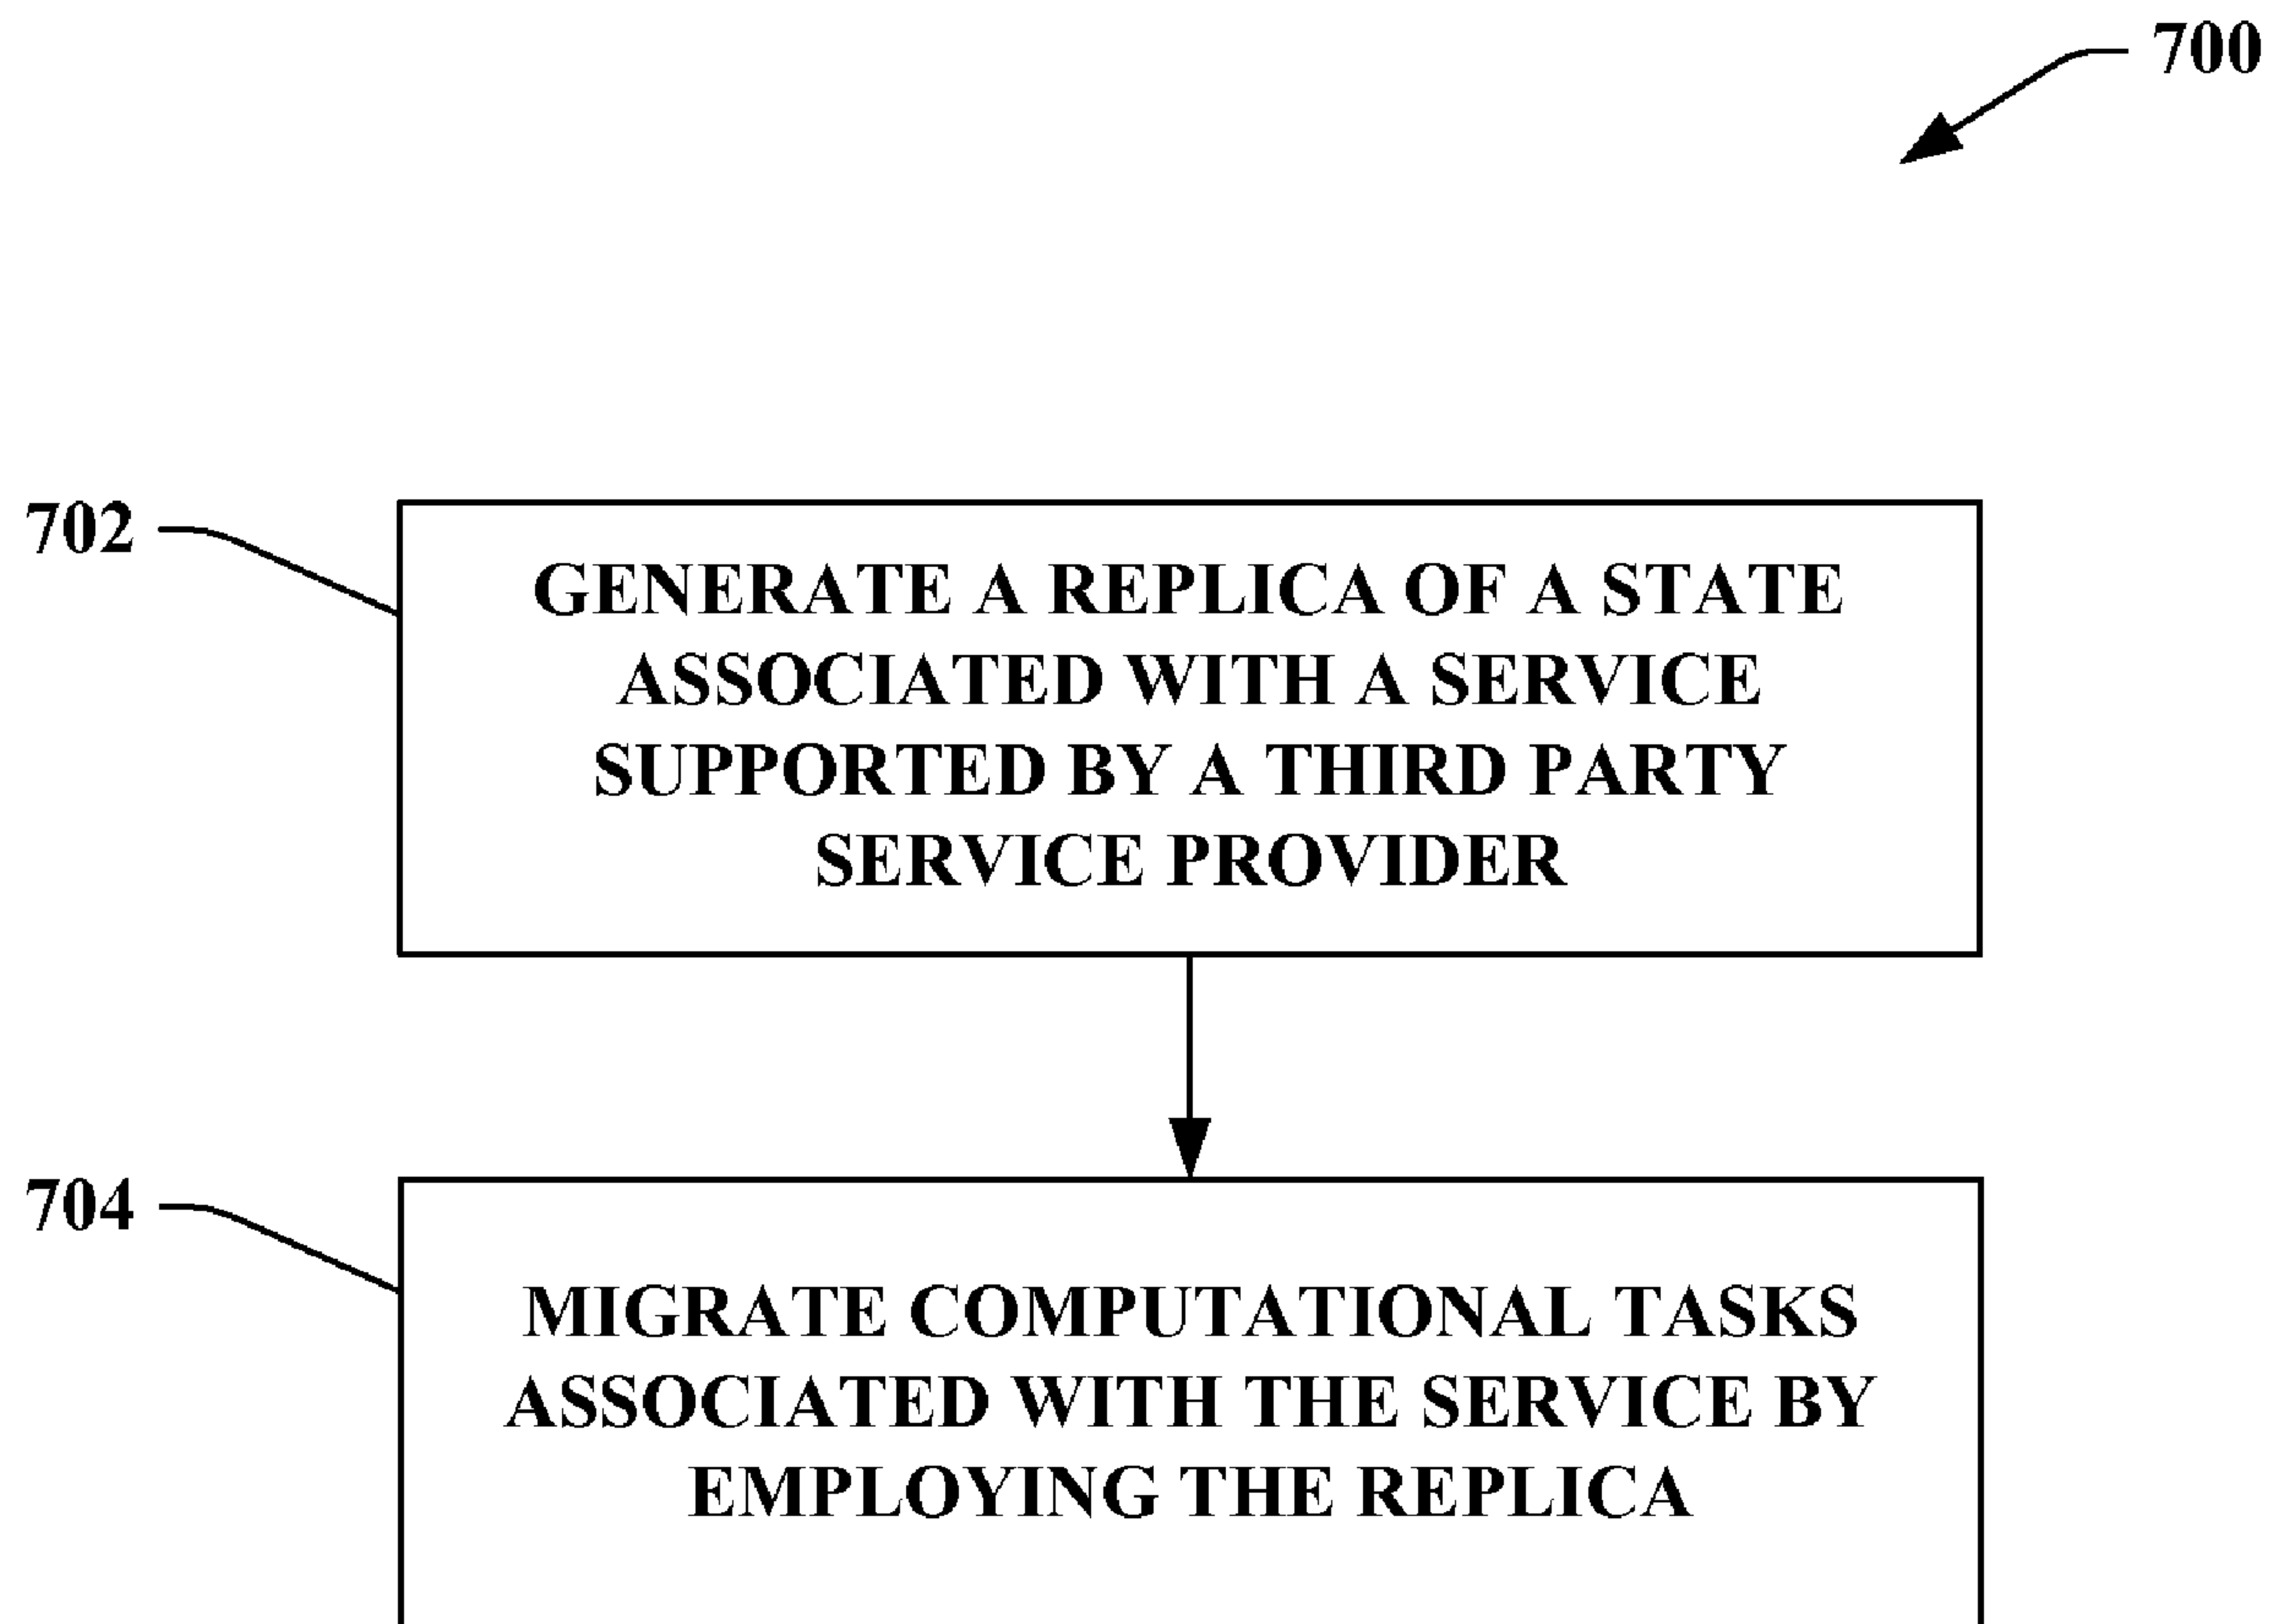 700
702
GENERATE A REPLICA OF A STATE
ASSOCIATED WITH A SERVICE
SUPPORTED BY A THIRD PARTY
SERVICE PROVIDER
704
MIGRATE COMPUTATIONAL TASKS
ASSOCIATED WITH THE SERVICE BY
EMPLOYING THE REPLICA